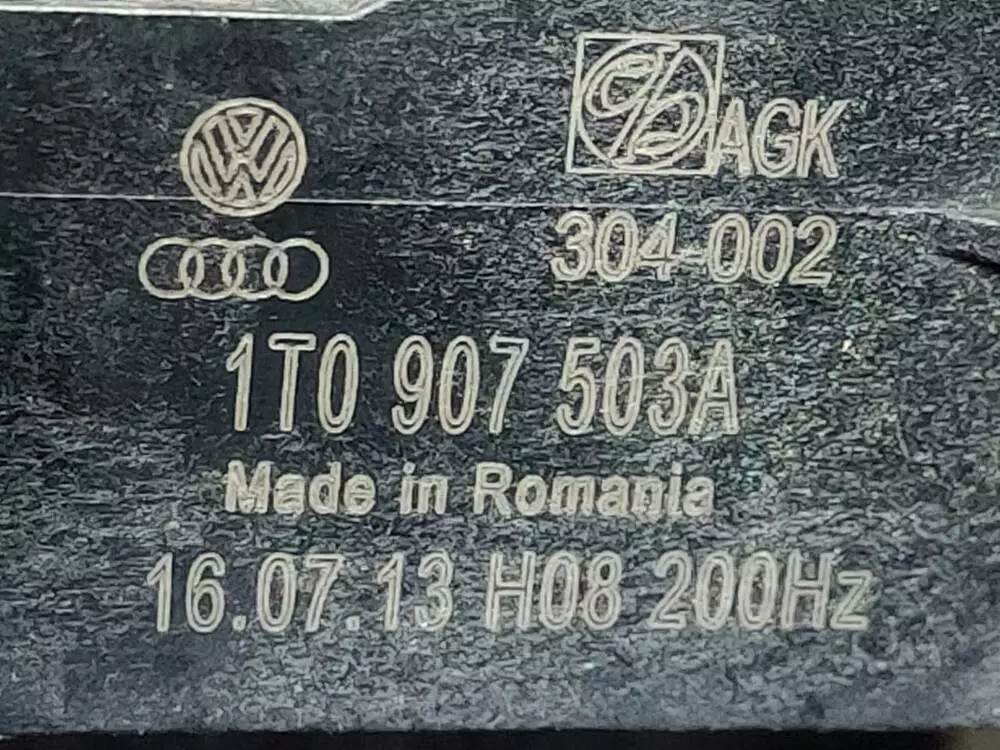 AGK
304-002
1T0 907 503A
Made in Romania
16.07.13 H08 200Hz